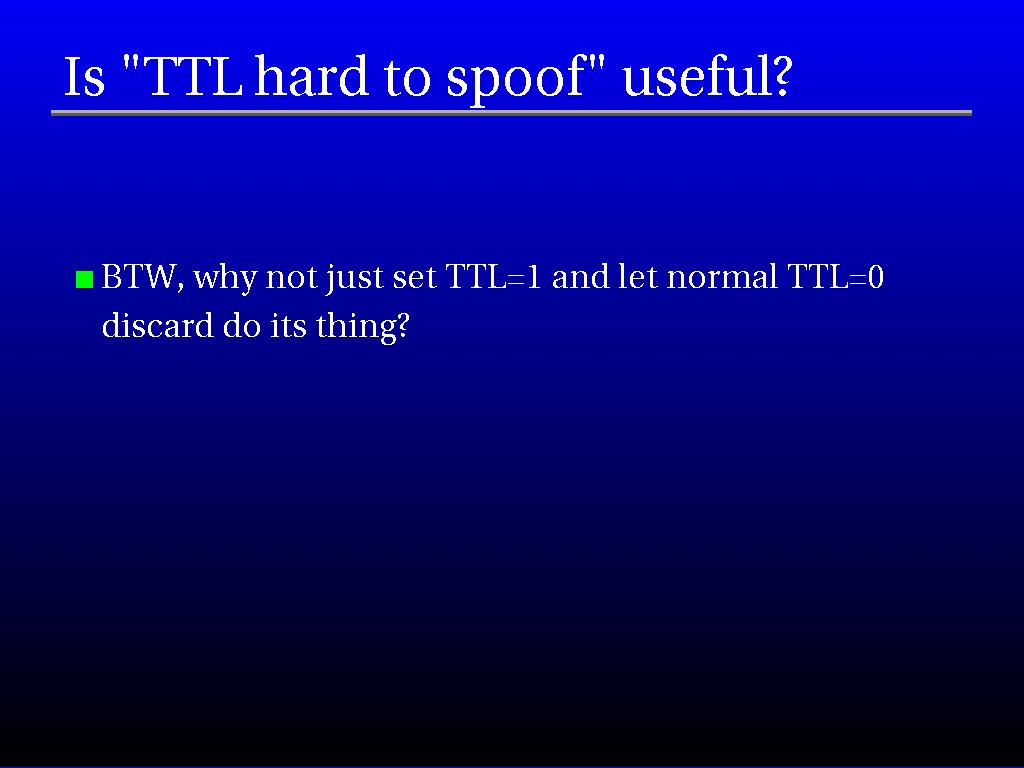 Is "TTL hard to spoof" useful?
BTW, why not just set TTL=1 and let normal TTL=0
discard do its thing?